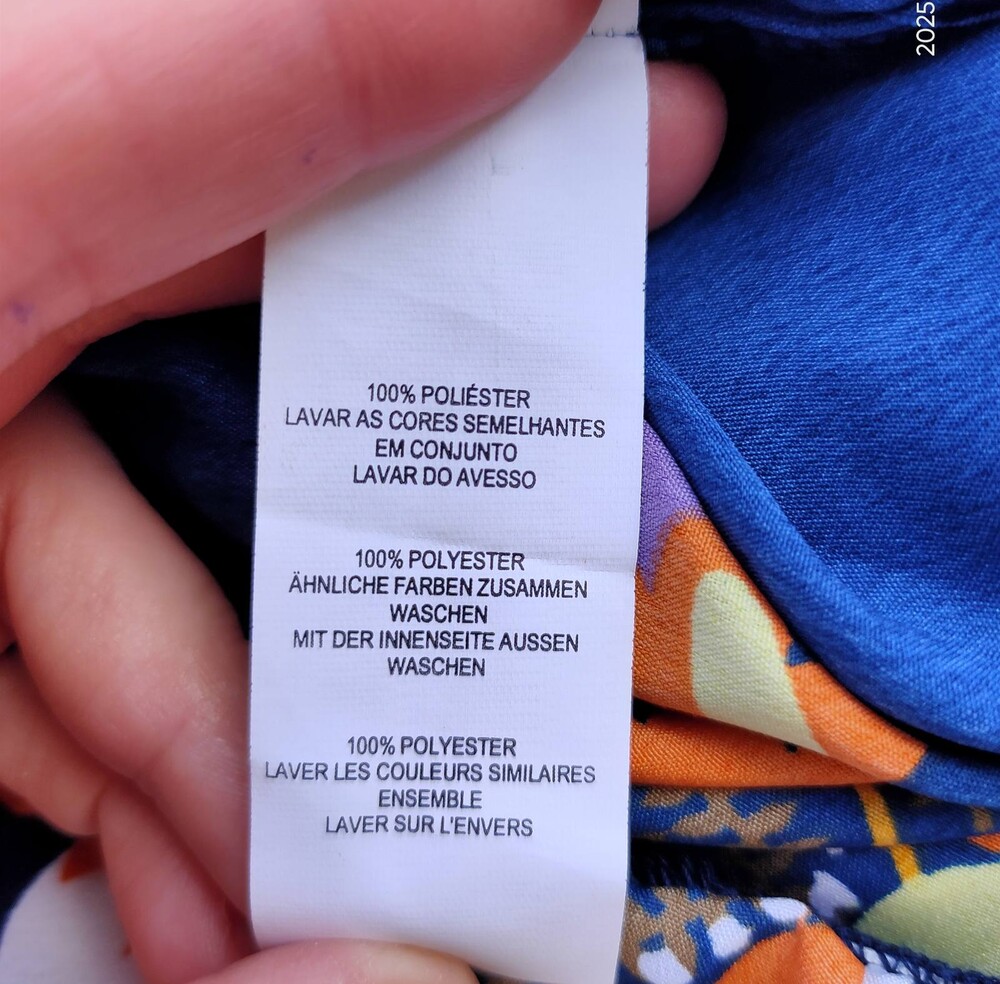 2025
100% POLIÉSTER
LAVAR AS CORES SEMELHANTES
EM CONJUNTO
LAVAR DO AVESSO
100% POLYESTER
ÄHNLICHE FARBEN ZUSAMMEN
WASCHEN
MIT DER INNENSEITE AUSSEN
WASCHEN
100% POLYESTER
LAVER LES COULEURS SIMILAIRES
ENSEMBLE
LAVER SUR L'ENVERS